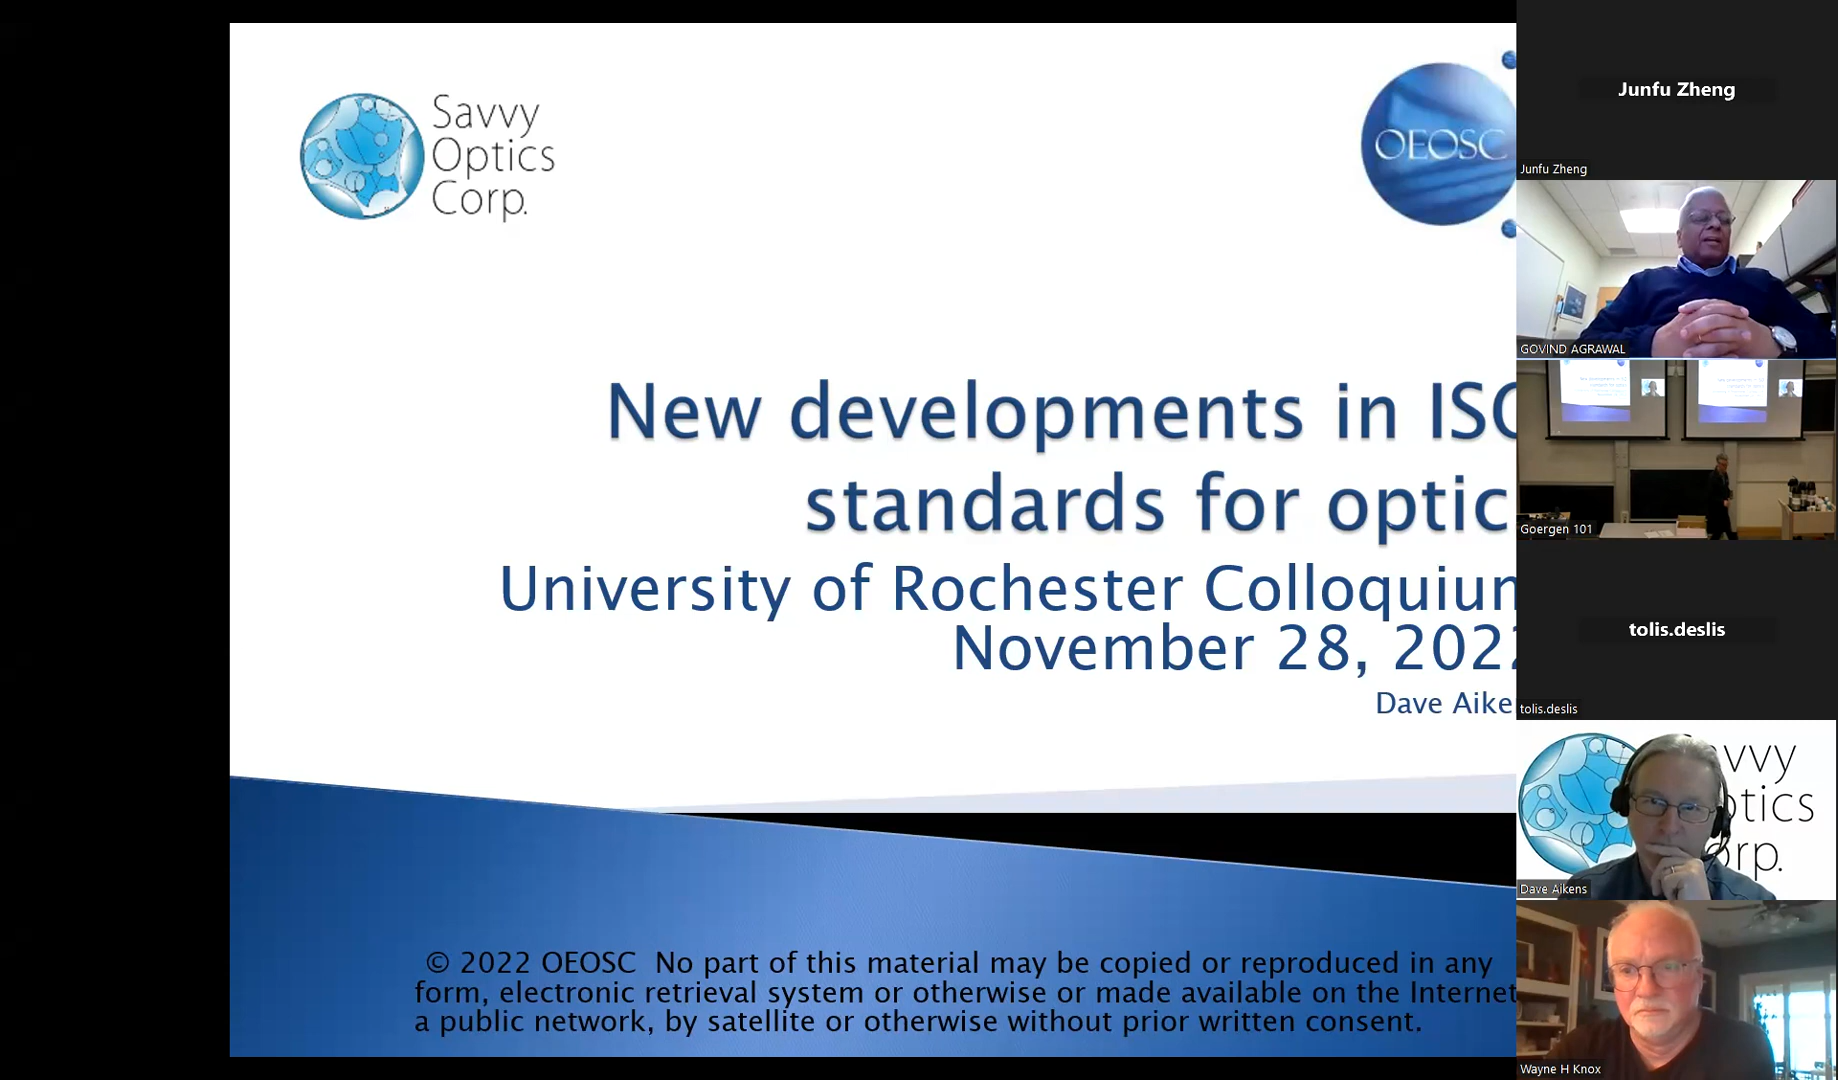 Savvy
Optics
Corp.
OEOSC
New developments in ISO
standards for optic
University of Rochester Colloquium
November 28, 2022
Dave Aike
© 2022 OEOSC No part of this material may be copied or reproduced in any
form, electronic retrieval system or otherwise or made available on the Internet
a public network, by satellite or otherwise without prior written consent.
Junfu Zheng
Junfu Zheng
GOVIND AGRAWAL
Goergen 101
tolis.deslis
tolis.deslis
avvy
ptics
orp.
Dave Aikens
Wayne H Knox